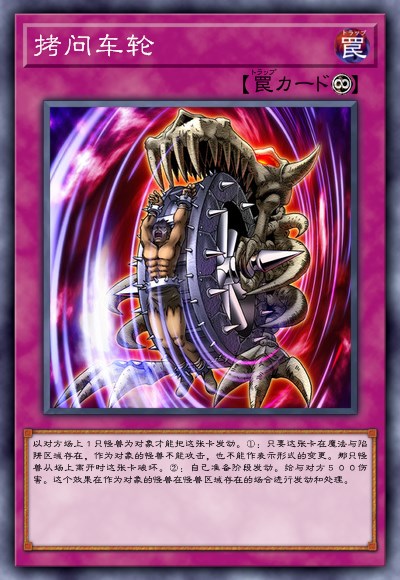 拷问车轮
トラップ
罠
トラップ
【罠カード♾】
以对方场上1只怪兽为对象才能把这张卡发动。①：只要这张卡在魔法与陷
阱区域存在，作为对象的怪兽不能攻击，也不能作表示形式的变更。那只怪
兽从场上离开时这张卡破坏。②：自己准备阶段发动。给与对方500伤
害。这个效果在作为对象的怪兽在怪兽区域存在的场合进行发动和处理。